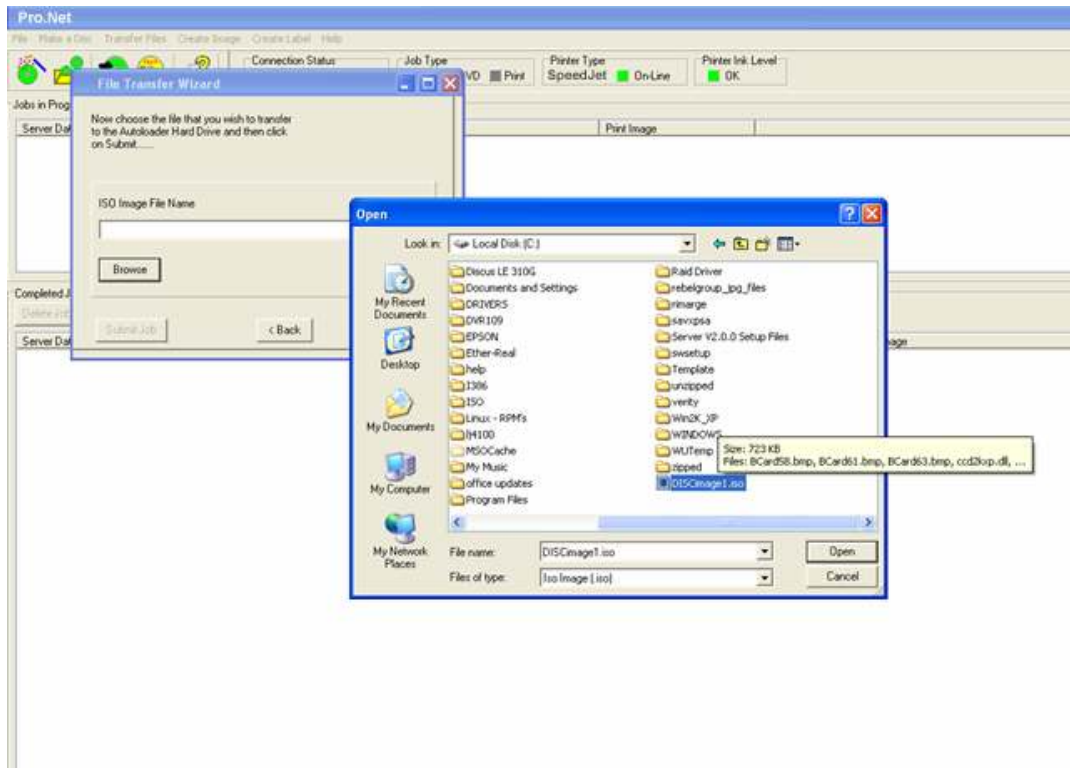 Pro.Net
File Make a Disc Transfer Files Create Image Create Label Help
Connection Status
Job Type
VD Print
Printer Type
SpeedJet On-Line
Printer Ink Level
OK
Jobs in Prog
Server Dat
Print Image
File Transfer Wizard
Now choose the file that you wish to transfer
to the Autoloader Hard Drive and then click
on Submit......
ISO Image File Name
Browse
Submit Job
< Back
Completed J
Delete Job
Server Dat
age
Open
Look in: Local Disk (C:)
My Recent
Documents
Desktop
My Documents
My Computer
My Network
Places
Discus LE 310G
Documents and Settings
DRIVERS
DVR109
EPSON
Ether-Real
help
I386
ISO
Linux - RPM's
lj4100
MSOCache
My Music
office updates
Program Files
Raid Driver
rebelgroup_jpg_files
rimarge
savxpsa
Server V2.0.0 Setup Files
swsetup
Template
unzipped
verity
Win2K_XP
WINDOWS
WUTemp
zipped
DISCimage1.iso
Size: 723 KB
Files: BCard58.bmp, BCard61.bmp, BCard63.bmp, ccd2kxp.dll, ...
File name: DISCimage1.iso
Open
Files of type: Iso Image (.iso)
Cancel